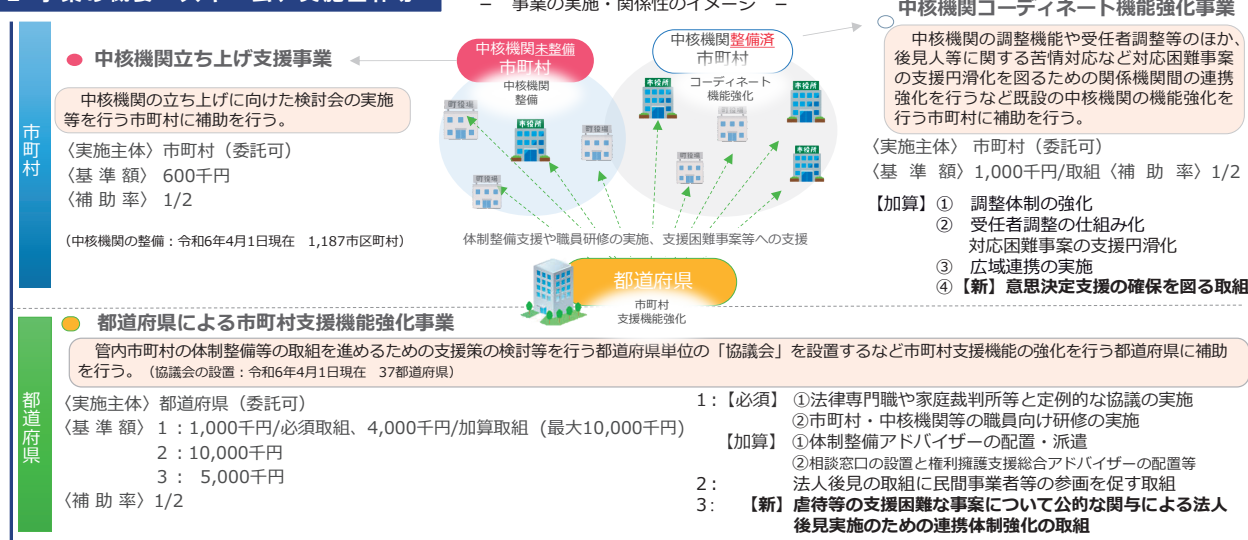 － 事業の実施・関係性のイメージ －
市町村
● 中核機関立ち上げ支援事業
中核機関の立ち上げに向けた検討会の実施
等を行う市町村に補助を行う。
〈実施主体〉市町村（委託可）
〈基 準 額〉600千円
〈補 助 率〉1/2
（中核機関の整備：令和6年4月1日現在 1,187市区町村）
中核機関未整備
市町村
中核機関
整備
中核機関整備済
市町村
コーディネート
機能強化
町役場
市役所
町役場
町役場
市役所
市役所
町役場
町役場
市役所
体制整備支援や職員研修の実施、支援困難事案等への支援
都道府県
市町村
支援機能強化
中核機関コーディネート機能強化事業
中核機関の調整機能や受任者調整等のほか、
後見人等に関する苦情対応など対応困難事案
の支援円滑化を図るための関係機関間の連携
強化を行うなど既設の中核機関の機能強化を
行う市町村に補助を行う。
〈実施主体〉 市町村（委託可）
〈基 準 額〉1,000千円/取組〈補 助 率〉1/2
【加算】① 調整体制の強化
② 受任者調整の仕組み化
対応困難事案の支援円滑化
③ 広域連携の実施
④【新】意思決定支援の確保を図る取組
都道府県
都道府県による市町村支援機能強化事業
管内市町村の体制整備等の取組を進めるための支援策の検討等を行う都道府県単位の「協議会」を設置するなど市町村支援機能の強化を行う都道府県に補助
を行う。（協議会の設置：令和6年4月1日現在 37都道府県）
〈実施主体〉都道府県（委託可）
〈基 準 額〉1：1,000千円/必須取組、4,000千円/加算取組（最大10,000千円）
2：10,000千円
3： 5,000千円
〈補 助 率〉1/2
1：【必須】 ①法律専門職や家庭裁判所等と定例的な協議の実施
②市町村・中核機関等の職員向け研修の実施
【加算】 ①体制整備アドバイザーの配置・派遣
②相談窓口の設置と権利擁護支援総合アドバイザーの配置等
2： 法人後見の取組に民間事業者等の参画を促す取組
3： 【新】虐待等の支援困難な事案について公的な関与による法人
後見実施のための連携体制強化の取組